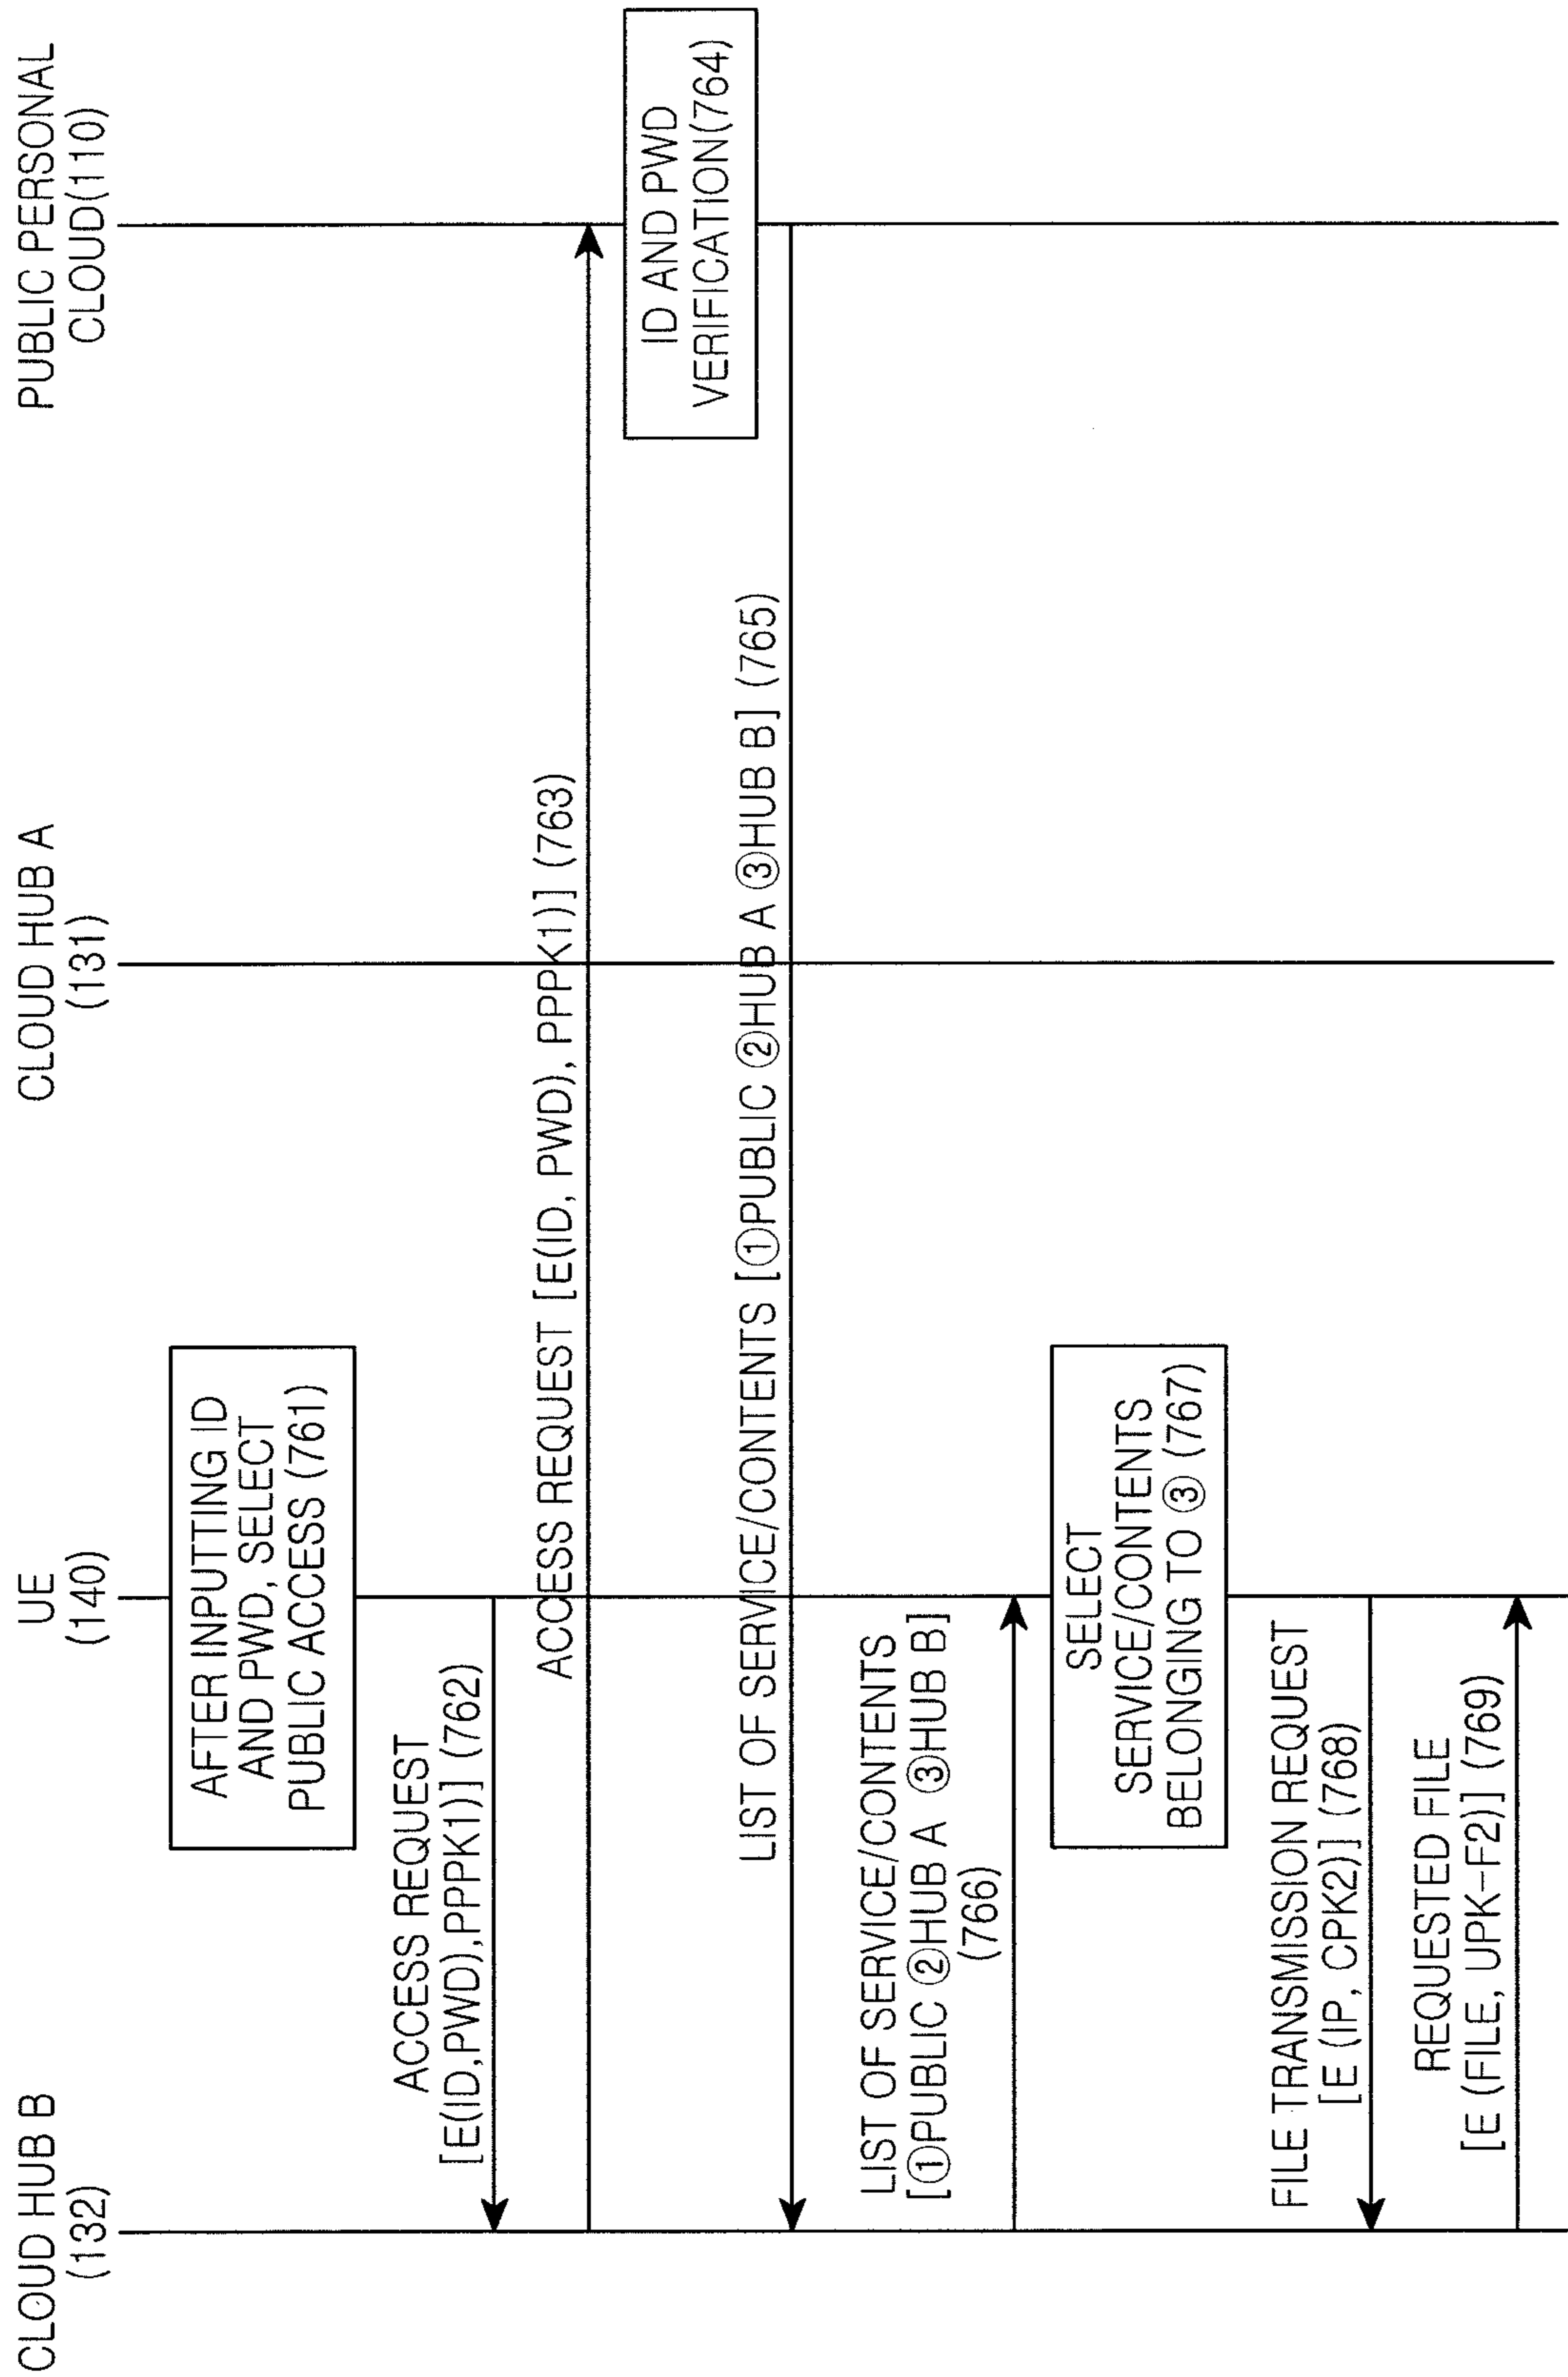 CLOUD HUB B
(132)
UE
(140)
CLOUD HUB A
(131)
PUBLIC PERSONAL
CLOUD(110)
AFTER INPUTTING ID
AND PWD, SELECT
PUBLIC ACCESS (761)
ACCESS REQUEST
[E(ID,PWD),PPPK1)] (762)
ACCESS REQUEST [E(ID, PWD), PPPK1)] (763)
ID AND PWD
VERIFICATION(764)
LIST OF SERVICE/CONTENTS [①PUBLIC ②HUB A ③HUB B] (765)
LIST OF SERVICE/CONTENTS
[①PUBLIC ②HUB A ③HUB B]
(766)
SELECT
SERVICE/CONTENTS
BELONGING TO ③ (767)
FILE TRANSMISSION REQUEST
[E (IP, CPK2)] (768)
REQUESTED FILE
[E (FILE, UPK-F2)] (769)